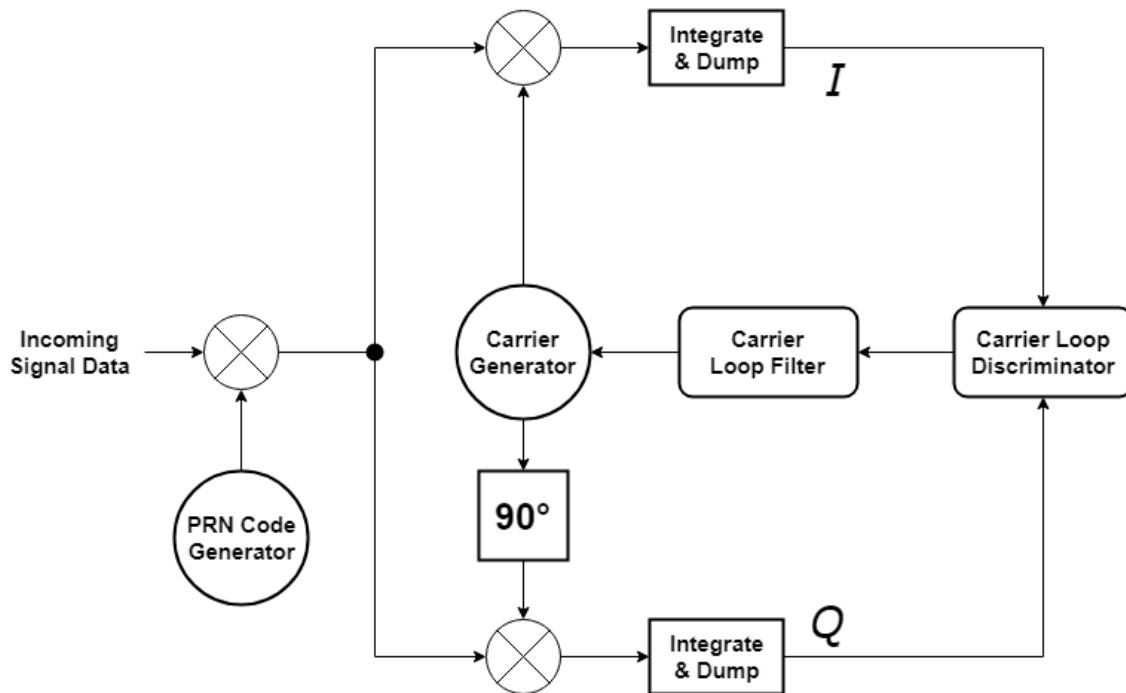 Integrate
& Dump
I
Incoming
Signal Data
Carrier
Generator
Carrier
Loop Filter
Carrier Loop
Discriminator
90°
PRN Code
Generator
Q
Integrate
& Dump